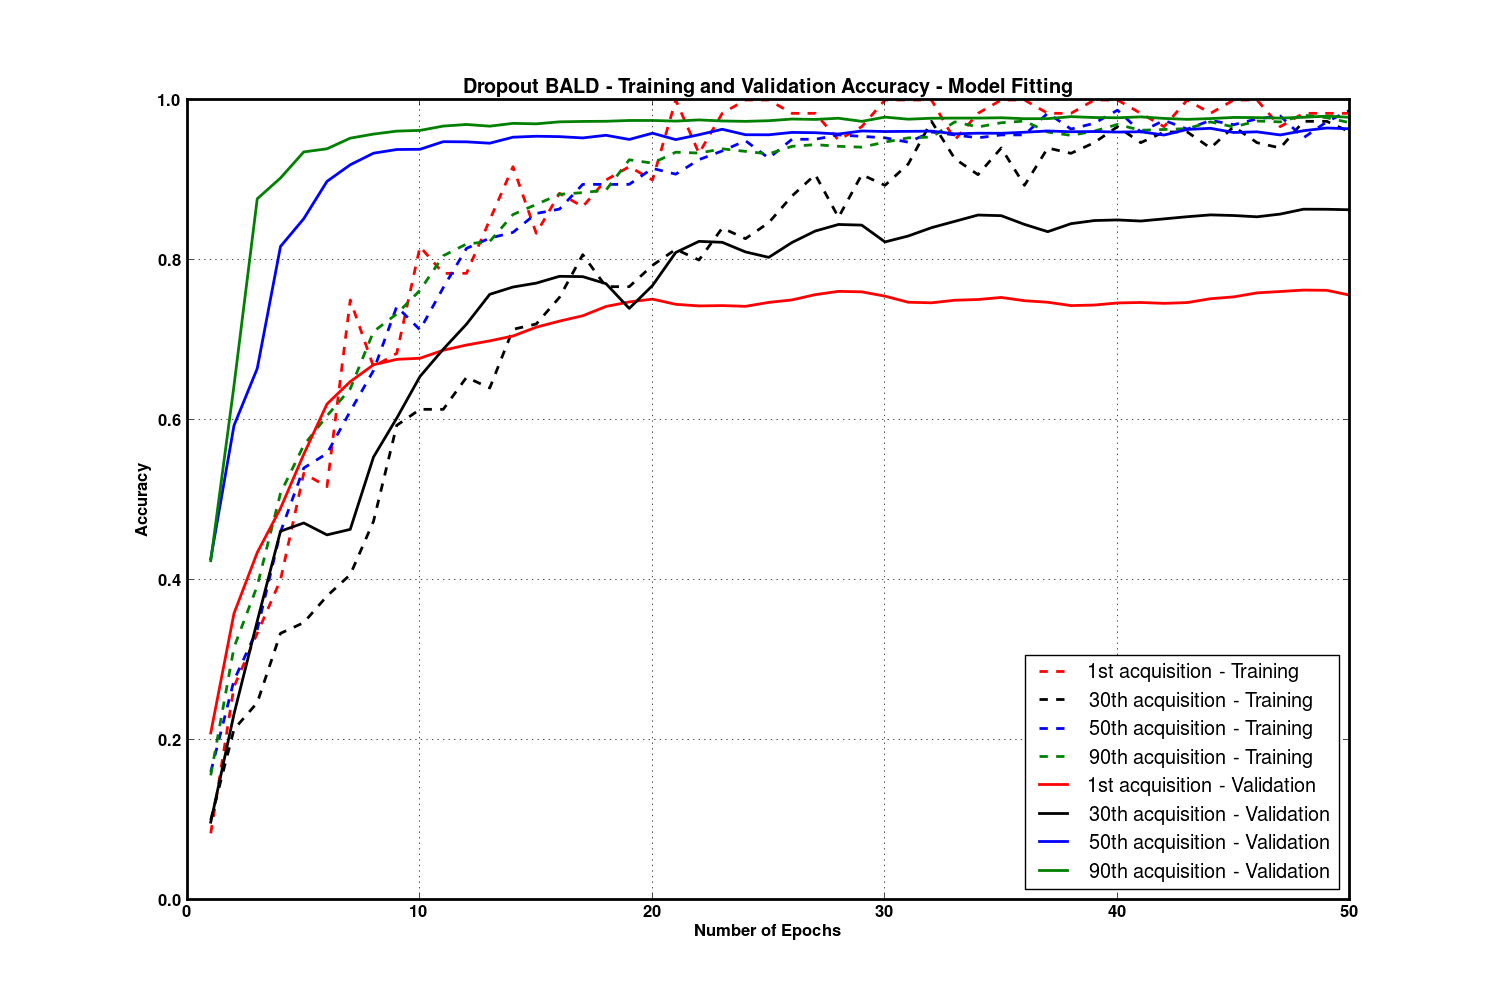 Dropout BALD - Training and Validation Accuracy - Model Fitting
1.0
0.8
0.6
0.4
0.2
0.0
Accuracy
0 10 20 30 40 50
Number of Epochs
1st acquisition - Training
30th acquisition - Training
50th acquisition - Training
90th acquisition - Training
1st acquisition - Validation
30th acquisition - Validation
50th acquisition - Validation
90th acquisition - Validation